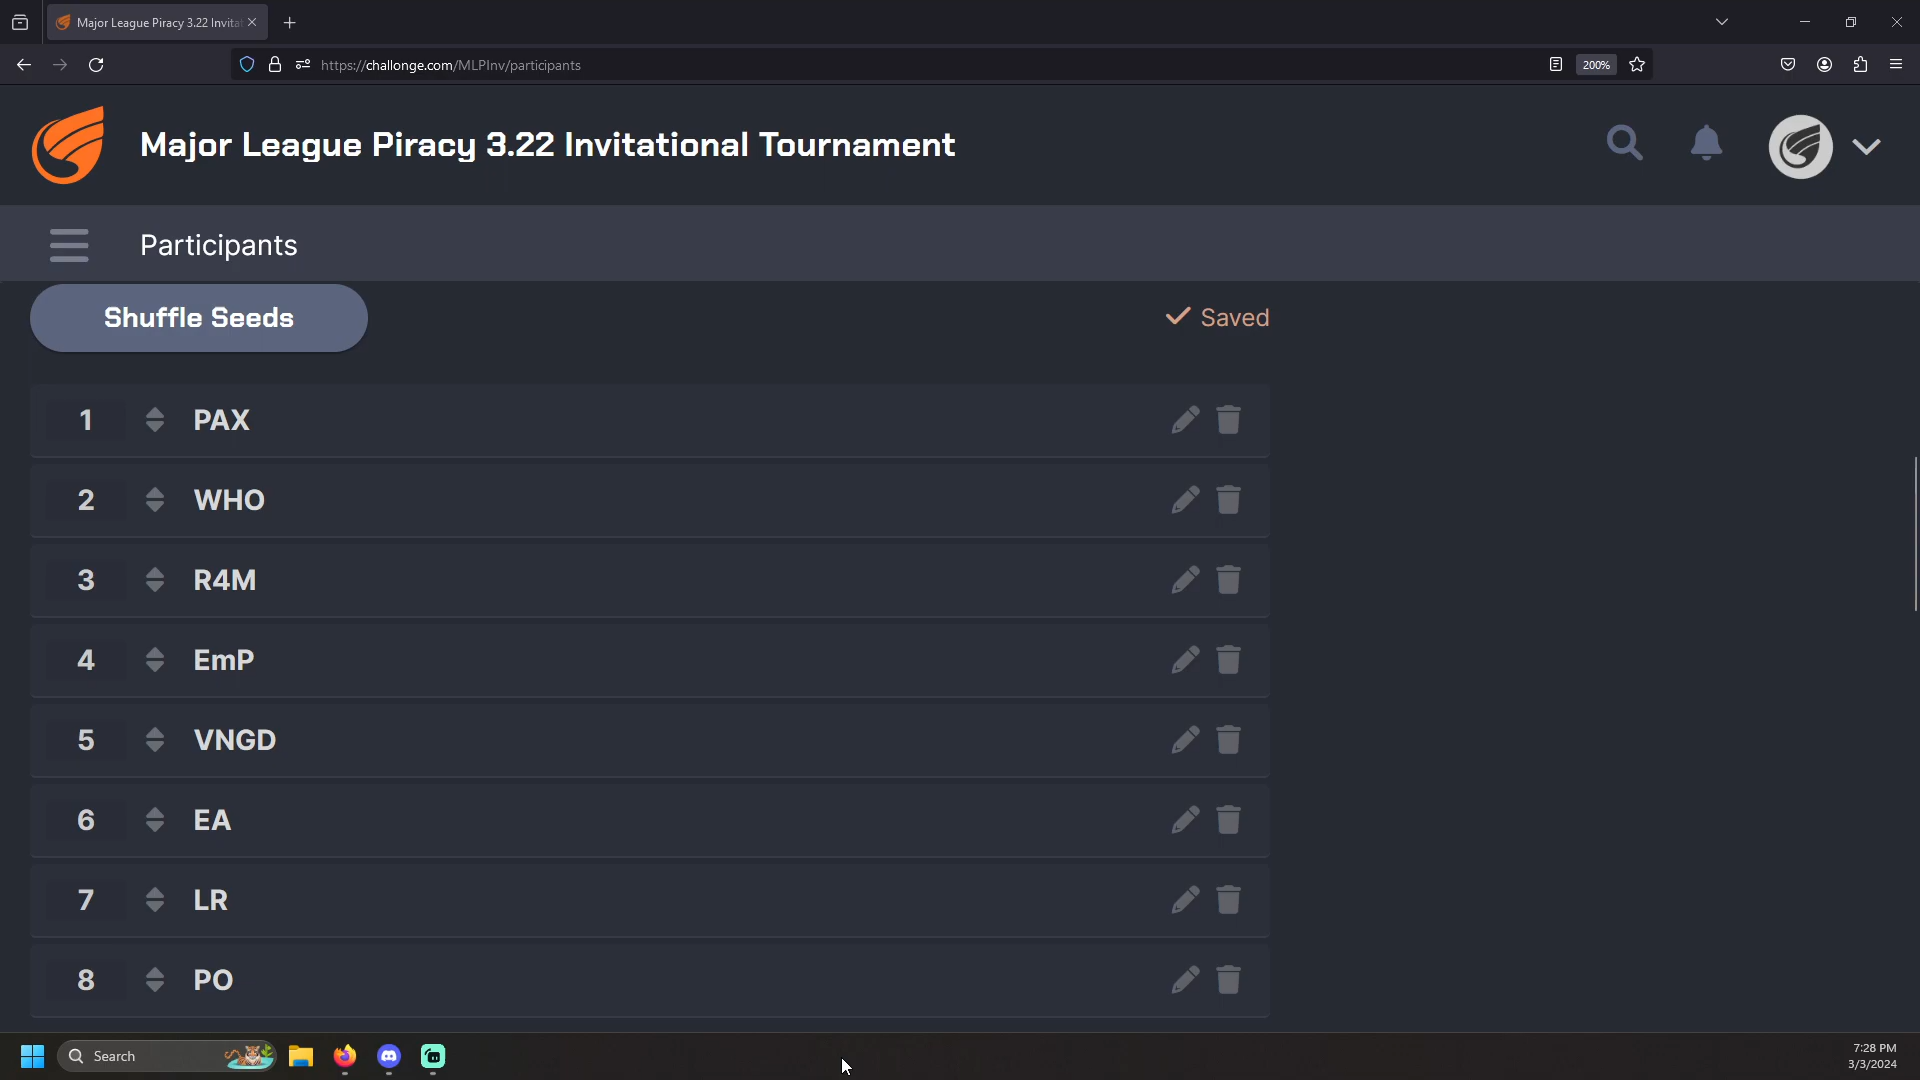 Major League Piracy 3.22 Invita
https://challonge.com/MLPInv/participants
200%
Major League Piracy 3.22 Invitational Tournament
Participants
Shuffle Seeds
Saved
1 PAX
2 WHO
3 R4M
4 EmP
5 VNGD
6 EA
7 LR
8 PO
Search
7:28 PM
3/3/2024